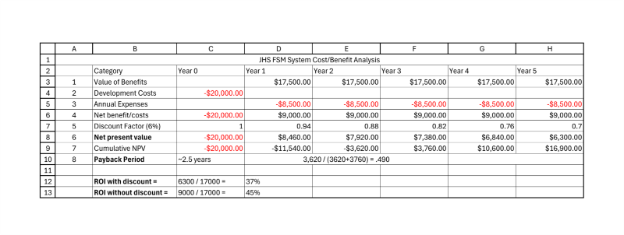 A B C D E F G H
1 JHS FSM System Cost/Benefit Analysis
2 Category Year 0 Year 1 Year 2 Year 3 Year 4 Year 5
3 1 Value of Benefits $17,500.00 $17,500.00 $17,500.00 $17,500.00 $17,500.00
4 2 Development Costs -$20,000.00
5 3 Annual Expenses -$8,500.00 -$8,500.00 -$8,500.00 -$8,500.00 -$8,500.00
6 4 Net benefit/costs -$20,000.00 $9,000.00 $9,000.00 $9,000.00 $9,000.00 $9,000.00
7 5 Discount Factor (6%) 1 0.94 0.88 0.82 0.76 0.7
8 6 Net present value -$20,000.00 $8,460.00 $7,920.00 $7,380.00 $6,840.00 $6,300.00
9 7 Cumulative NPV -$20,000.00 -$11,540.00 -$3,620.00 $3,760.00 $10,600.00 $16,900.00
10 8 Payback Period ~2.5 years 3,620 / (3620+3760) = .490
11
12 ROI with discount = 6300 / 17000 = 37%
13 ROI without discount = 9000 / 17000 = 45%